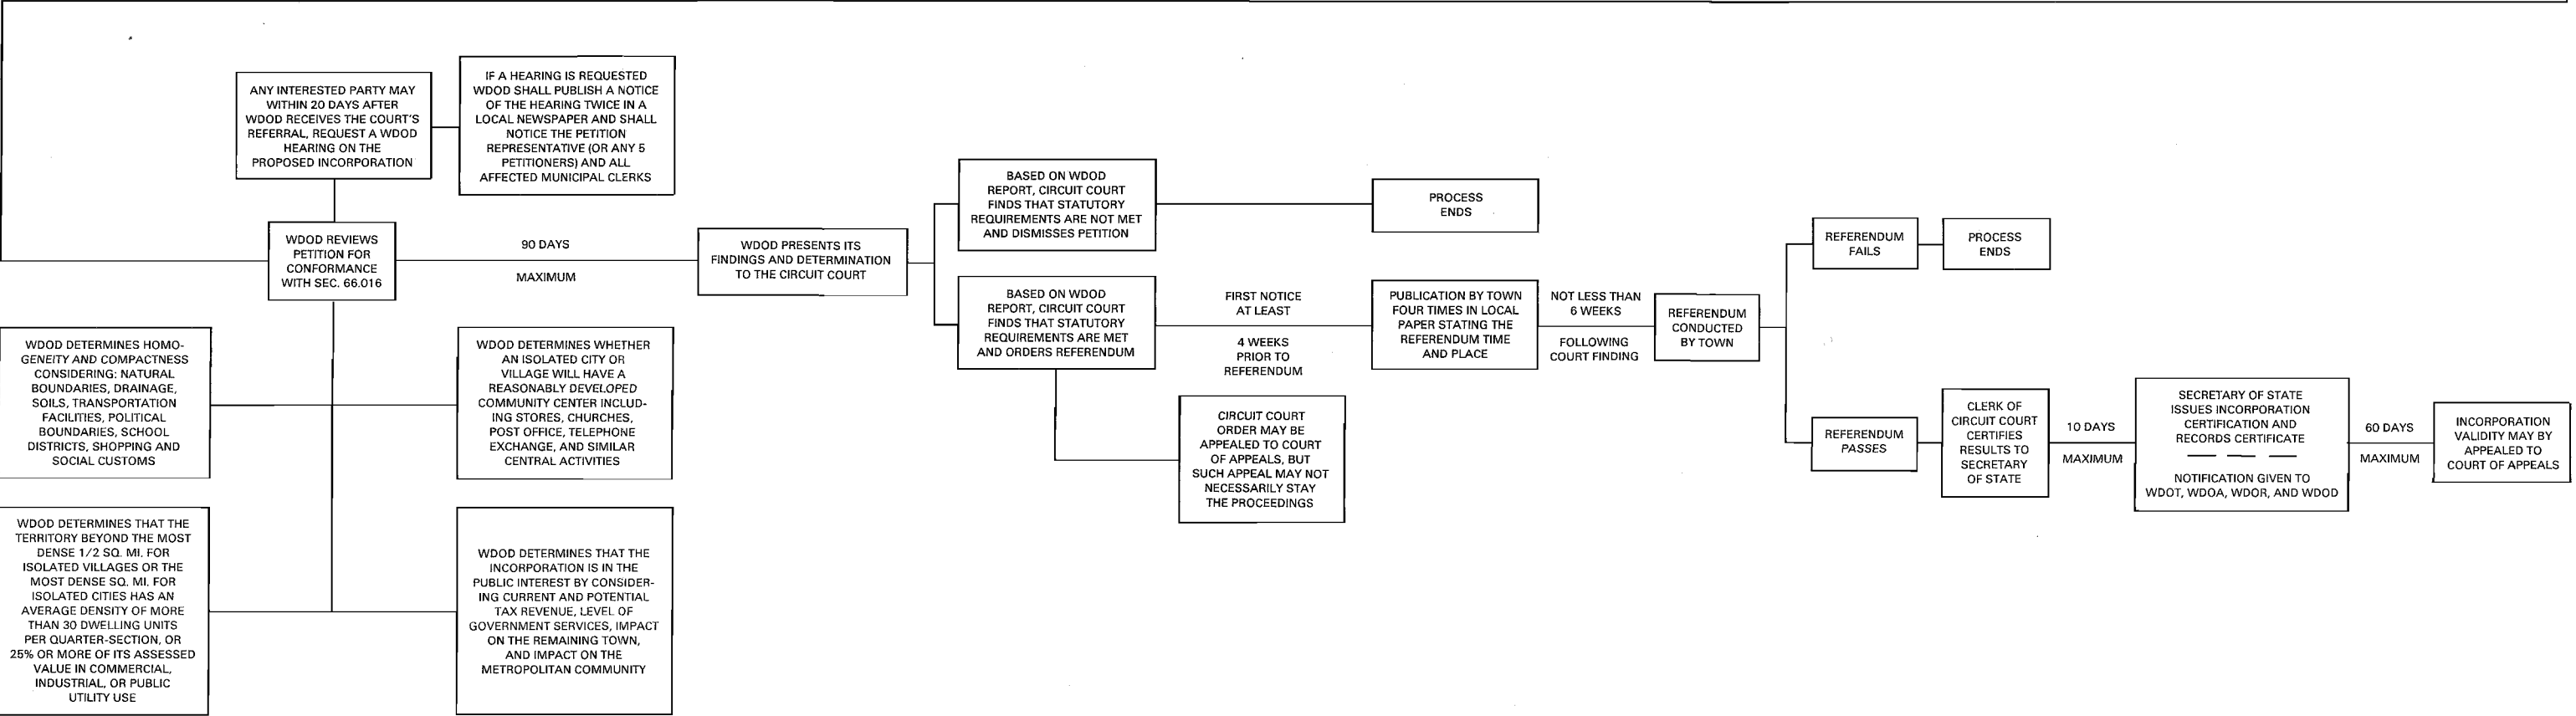 ANY INTERESTED PARTY MAY
WITHIN 20 DAYS AFTER
WDOD RECEIVES THE COURT'S
REFERRAL, REQUEST A WDOD
HEARING ON THE
PROPOSED INCORPORATION
IF A HEARING IS REQUESTED
WDOD SHALL PUBLISH A NOTICE
OF THE HEARING TWICE IN A
LOCAL NEWSPAPER AND SHALL
NOTICE THE PETITION
REPRESENTATIVE (OR ANY 5
PETITIONERS) AND ALL
AFFECTED MUNICIPAL CLERKS
WDOD REVIEWS
PETITION FOR
CONFORMANCE
WITH SEC. 66.016
90 DAYS
MAXIMUM
WDOD PRESENTS ITS
FINDINGS AND DETERMINATION
TO THE CIRCUIT COURT
WDOD DETERMINES HOMO-
GENEITY AND COMPACTNESS
CONSIDERING: NATURAL
BOUNDARIES, DRAINAGE,
SOILS, TRANSPORTATION
FACILITIES, POLITICAL
BOUNDARIES, SCHOOL
DISTRICTS, SHOPPING AND
SOCIAL CUSTOMS
WDOD DETERMINES WHETHER
AN ISOLATED CITY OR
VILLAGE WILL HAVE A
REASONABLY DEVELOPED
COMMUNITY CENTER INCLUD-
ING STORES, CHURCHES,
POST OFFICE, TELEPHONE
EXCHANGE, AND SIMILAR
CENTRAL ACTIVITIES
WDOD DETERMINES THAT THE
TERRITORY BEYOND THE MOST
DENSE 1/2 SQ. MI. FOR
ISOLATED VILLAGES OR THE
MOST DENSE SQ. MI. FOR
ISOLATED CITIES HAS AN
AVERAGE DENSITY OF MORE
THAN 30 DWELLING UNITS
PER QUARTER-SECTION, OR
25% OR MORE OF ITS ASSESSED
VALUE IN COMMERCIAL,
INDUSTRIAL, OR PUBLIC
UTILITY USE
WDOD DETERMINES THAT THE
INCORPORATION IS IN THE
PUBLIC INTEREST BY CONSIDER-
ING CURRENT AND POTENTIAL
TAX REVENUE, LEVEL OF
GOVERNMENT SERVICES, IMPACT
ON THE REMAINING TOWN,
AND IMPACT ON THE
METROPOLITAN COMMUNITY
BASED ON WDOD
REPORT, CIRCUIT COURT
FINDS THAT STATUTORY
REQUIREMENTS ARE NOT MET
AND DISMISSES PETITION
PROCESS
ENDS
BASED ON WDOD
REPORT, CIRCUIT COURT
FINDS THAT STATUTORY
REQUIREMENTS ARE MET
AND ORDERS REFERENDUM
FIRST NOTICE
AT LEAST
4 WEEKS
PRIOR TO
REFERENDUM
PUBLICATION BY TOWN
FOUR TIMES IN LOCAL
PAPER STATING THE
REFERENDUM TIME
AND PLACE
NOT LESS THAN
6 WEEKS
FOLLOWING
COURT FINDING
REFERENDUM
CONDUCTED
BY TOWN
CIRCUIT COURT
ORDER MAY BE
APPEALED TO COURT
OF APPEALS, BUT
SUCH APPEAL MAY NOT
NECESSARILY STAY
THE PROCEEDINGS
REFERENDUM
FAILS
PROCESS
ENDS
REFERENDUM
PASSES
CLERK OF
CIRCUIT COURT
CERTIFIES
RESULTS TO
SECRETARY
OF STATE
10 DAYS
MAXIMUM
SECRETARY OF STATE
ISSUES INCORPORATION
CERTIFICATION AND
RECORDS CERTIFICATE
NOTIFICATION GIVEN TO
WDOT, WDOA, WDOR, AND WDOD
60 DAYS
MAXIMUM
INCORPORATION
VALIDITY MAY BY
APPEALED TO
COURT OF APPEALS